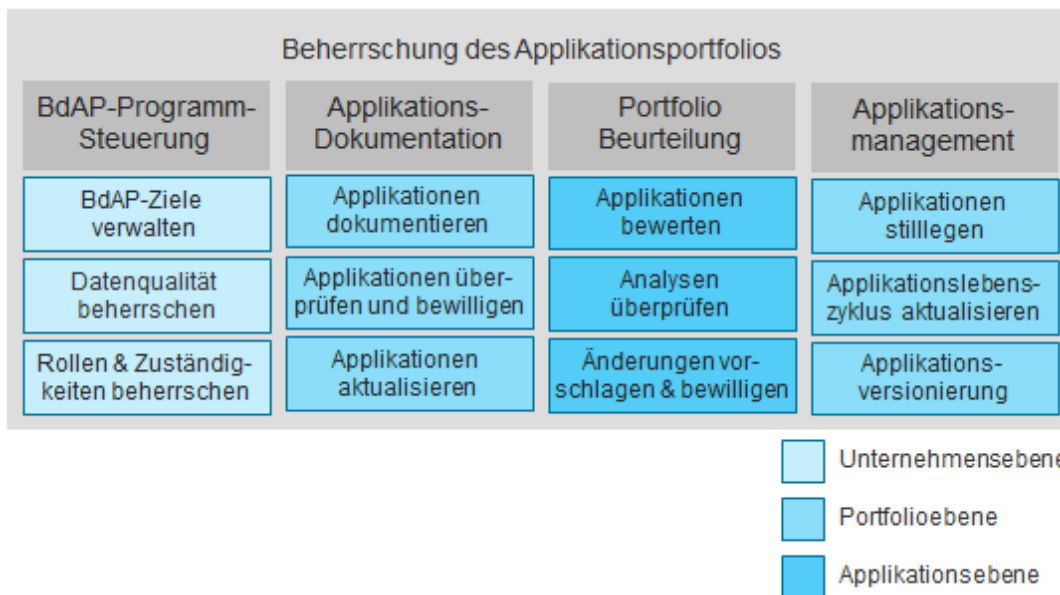 Beherrschung des Applikationsportfolios
BdAP-Programm-
Steuerung
Applikations-
Dokumentation
Portfolio
Beurteilung
Applikations-
management
BdAP-Ziele
verwalten
Applikationen
dokumentieren
Applikationen
bewerten
Applikationen
stilllegen
Datenqualität
beherrschen
Applikationen über-
prüfen und bewilligen
Analysen
überprüfen
Applikationslebens-
zyklus aktualisieren
Rollen & Zuständig-
keiten beherrschen
Applikationen
aktualisieren
Änderungen vor-
schlagen & bewilligen
Applikations-
versionierung
Unternehmensebene
Portfolioebene
Applikationsebene